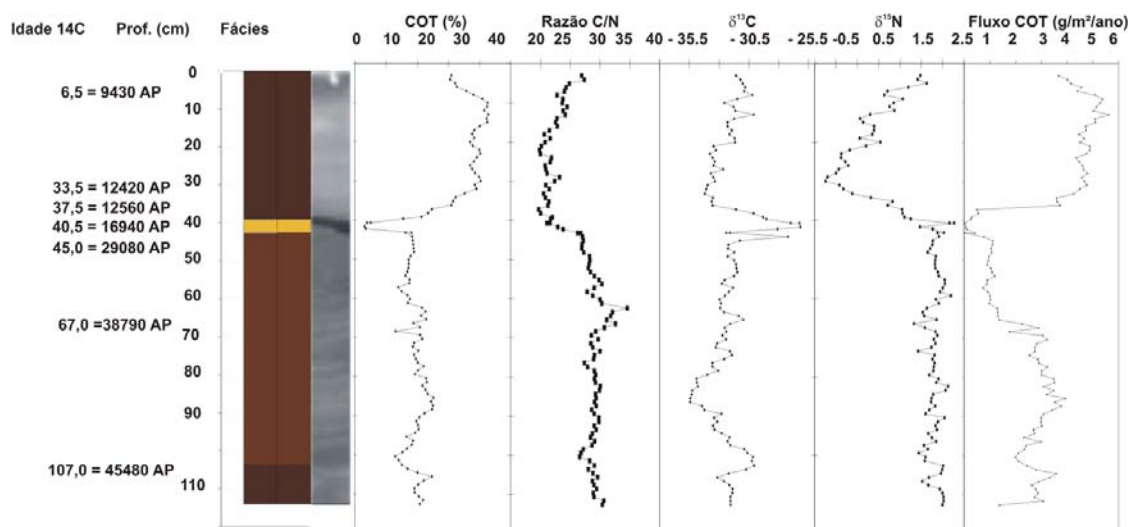 Idade 14C Prof. (cm) Fácies COT (%) Razão C/N δ¹³C δ¹⁵N Fluxo COT (g/m²/ano)
0 10 20 30 40 20 25 30 35 40 - 35.5 - 30.5 - 25.5 -0.5 0.5 1.5 2.5 1 2 3 4 5 6
0
6,5 = 9430 AP
10
20
30
33,5 = 12420 AP
37,5 = 12560 AP
40
40,5 = 16940 AP
45,0 = 29080 AP
50
60
67,0 =38790 AP
70
80
90
107,0 = 45480 AP
110